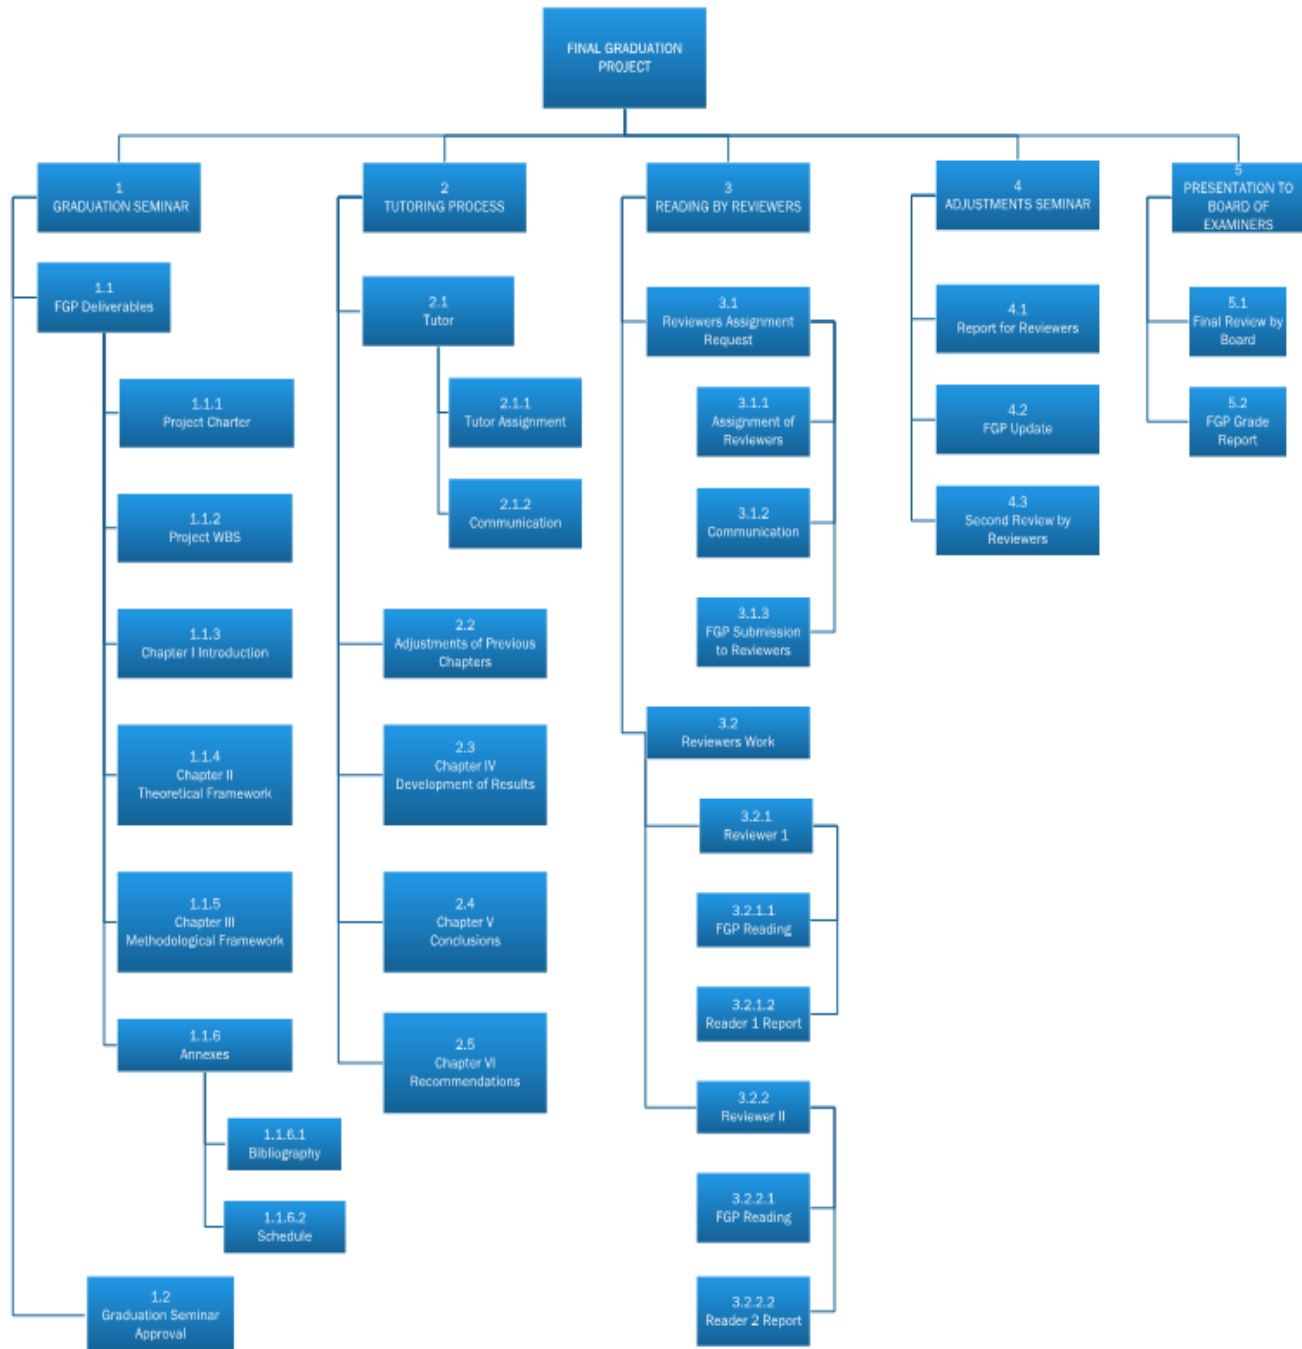 FINAL GRADUATION
PROJECT
1
GRADUATION SEMINAR
1.1
FGP Deliverables
1.1.1
Project Charter
1.1.2
Project WBS
1.1.3
Chapter I Introduction
1.1.4
Chapter II
Theoretical Framework
1.1.5
Chapter III
Methodological Framework
1.1.6
Annexes
1.1.6.1
Bibliography
1.1.6.2
Schedule
1.2
Graduation Seminar
Approval
2
TUTORING PROCESS
2.1
Tutor
2.1.1
Tutor Assignment
2.1.2
Communication
2.2
Adjustments of Previous
Chapters
2.3
Chapter IV
Development of Results
2.4
Chapter V
Conclusions
2.5
Chapter VI
Recommendations
3
READING BY REVIEWERS
3.1
Reviewers Assignment
Request
3.1.1
Assignment of
Reviewers
3.1.2
Communication
3.1.3
FGP Submission
to Reviewers
3.2
Reviewers Work
3.2.1
Reviewer 1
3.2.1.1
FGP Reading
3.2.1.2
Reader 1 Report
3.2.2
Reviewer II
3.2.2.1
FGP Reading
3.2.2.2
Reader 2 Report
4
ADJUSTMENTS SEMINAR
4.1
Report for Reviewers
4.2
FGP Update
4.3
Second Review by
Reviewers
5
PRESENTATION TO
BOARD OF
EXAMINERS
5.1
Final Review by
Board
5.2
FGP Grade
Report